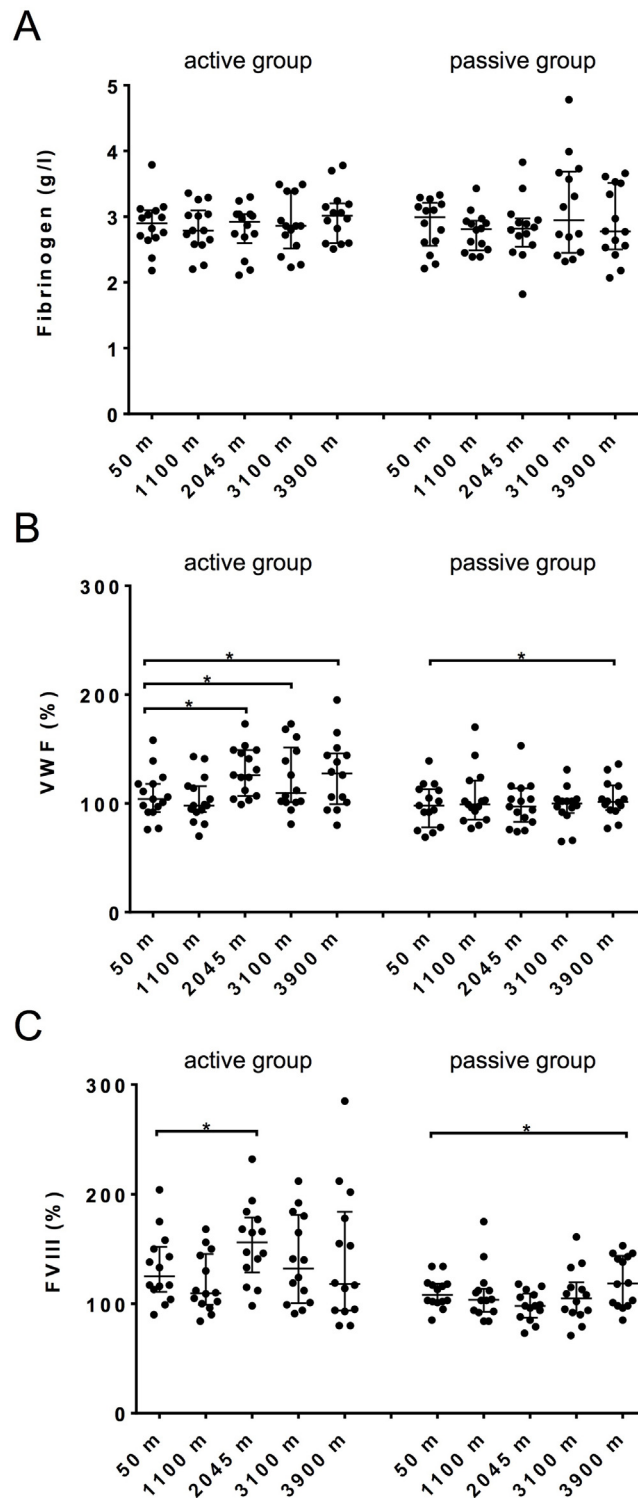 A
active group passive group
5
4
3
2
1
0
Fibrinogen (g/l)
50 m 1100 m 2045 m 3100 m 3900 m 50 m 1100 m 2045 m 3100 m 3900 m
B
active group passive group
300
200
100
0
VWF (%)
* * * *
50 m 1100 m 2045 m 3100 m 3900 m 50 m 1100 m 2045 m 3100 m 3900 m
C
active group passive group
300
200
100
0
FVIII (%)
* *
50 m 1100 m 2045 m 3100 m 3900 m 50 m 1100 m 2045 m 3100 m 3900 m